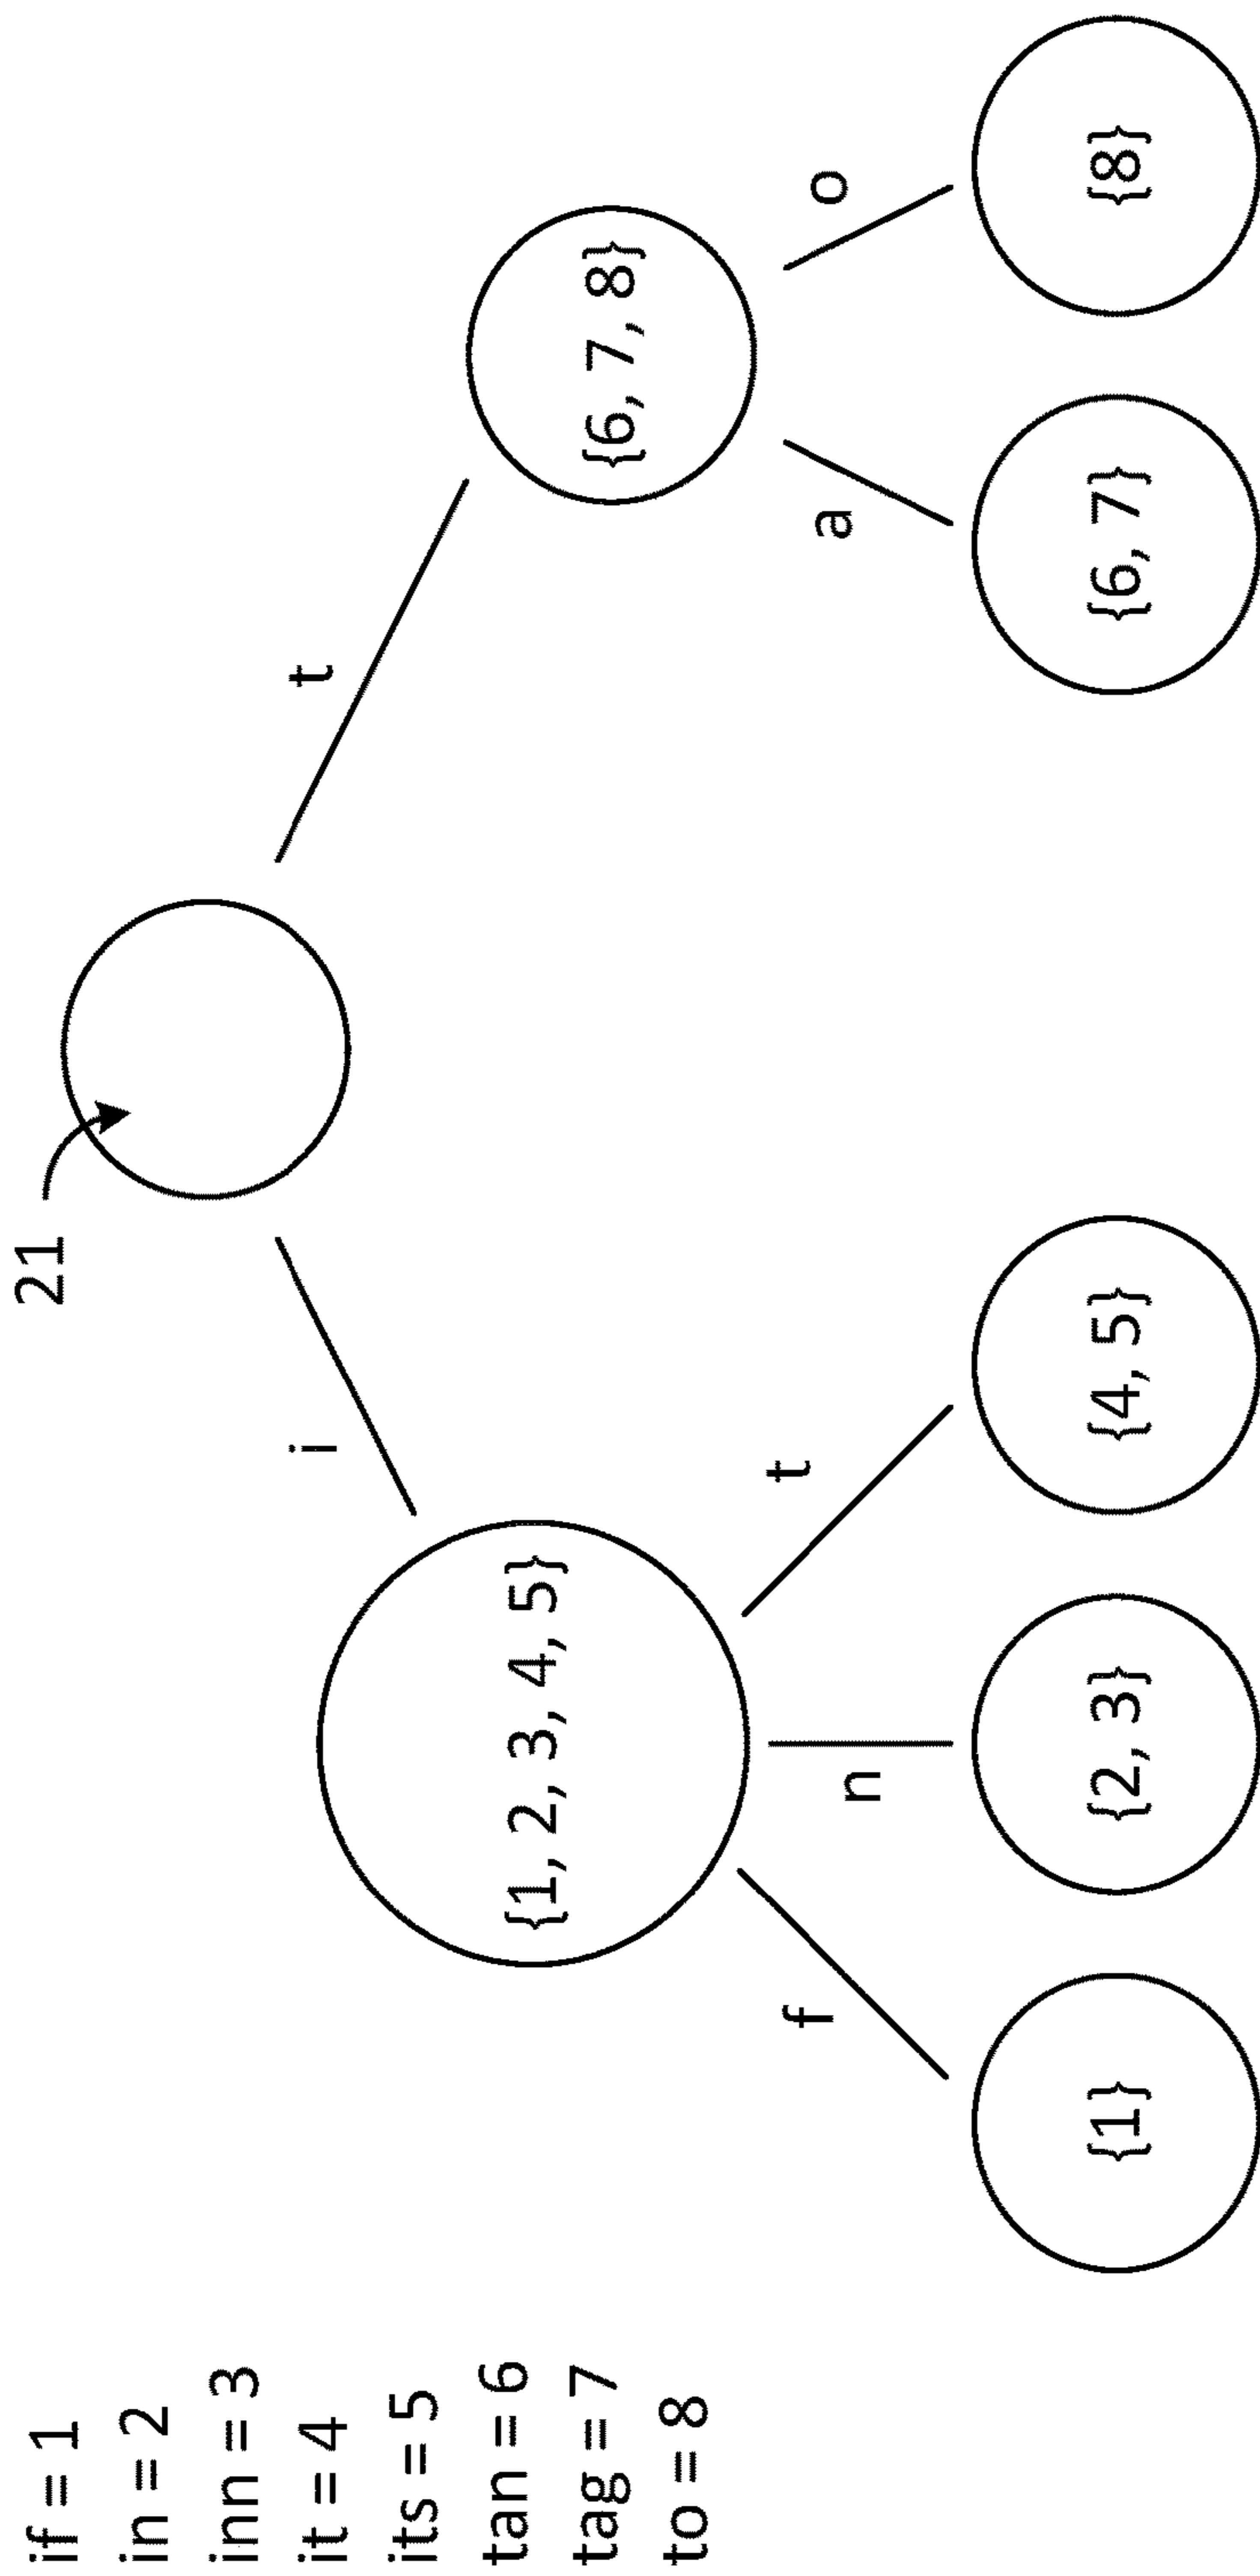 if = 1
in = 2
inn = 3
it = 4
its = 5
tan = 6
tag = 7
to = 8
21
i
t
{1, 2, 3, 4, 5}
{6, 7, 8}
f
n
t
a
o
{1}
{2, 3}
{4, 5}
{6, 7}
{8}